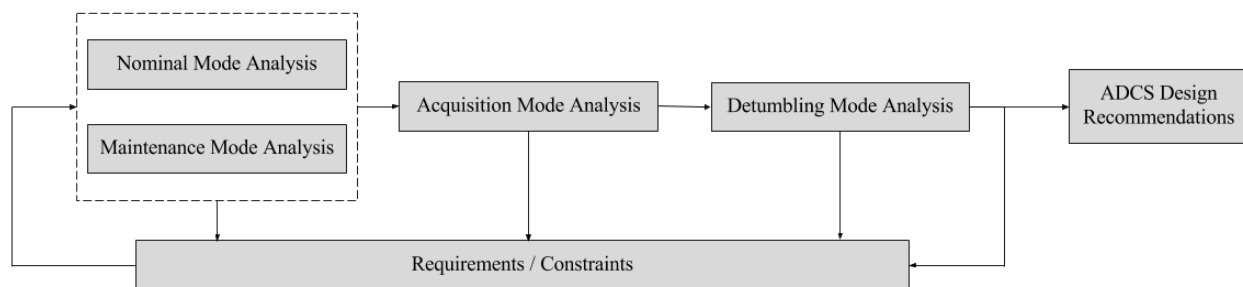 Nominal Mode Analysis
Maintenance Mode Analysis
Acquisition Mode Analysis
Detumbling Mode Analysis
ADCS Design
Recommendations
Requirements / Constraints